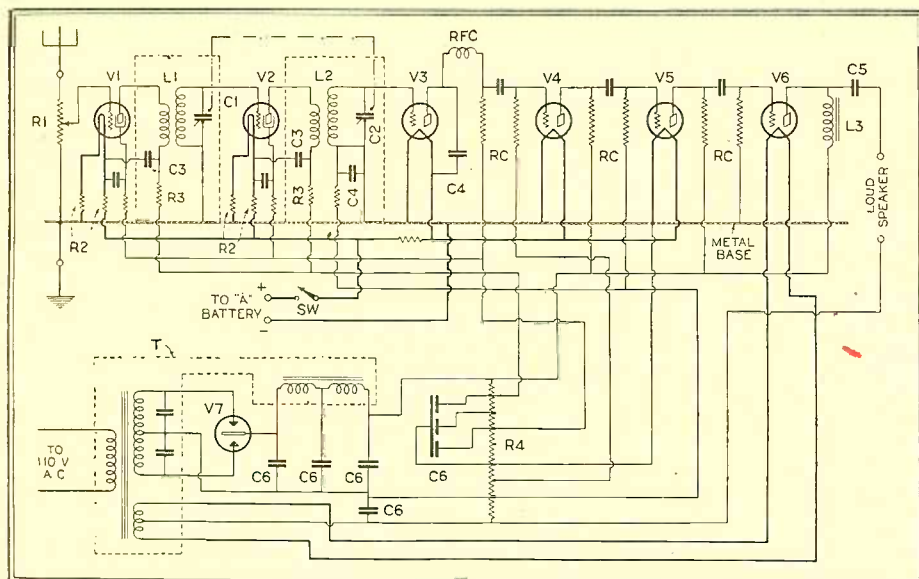 RFC
V1
L1
V2
L2
V3
V4
V5
V6
C5
R1
C1
C2
L3
C3
C3
C4
C4
RC
RC
RC
R3
R3
R2
R2
LOUD
SPEAKER
METAL
BASE
+
TO "A"
BATTERY
−
SW
T
V7
R4
TO
110 V
A C
C6
C6
C6
C6
C6